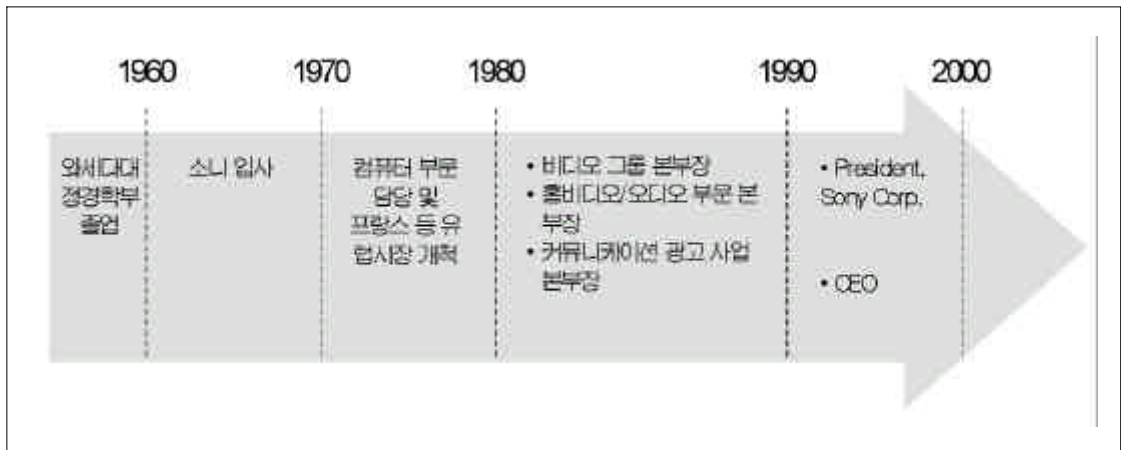 1960 1970 1980 1990 2000
와세다대
정경학부
졸업
소니 입사
컴퓨터 부문
담당 및
프랑스 등 유
럽시장 개척
• 비디오 그룹 본부장
• 홈비디오/오디오 부문 본
부장
• 커뮤니케이션 광고 사업
본부장
• President,
Sony Corp.
• CEO